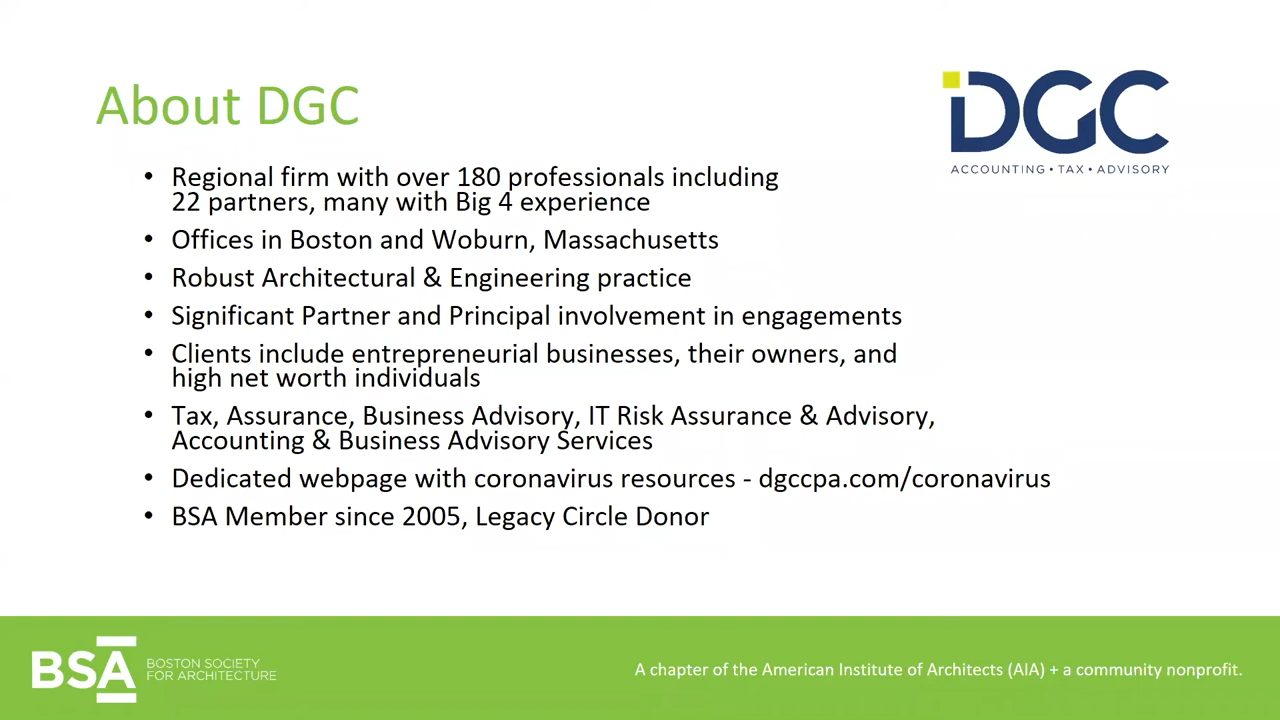 About DGC
DGC
ACCOUNTING • TAX • ADVISORY
• Regional firm with over 180 professionals including
22 partners, many with Big 4 experience
• Offices in Boston and Woburn, Massachusetts
• Robust Architectural & Engineering practice
• Significant Partner and Principal involvement in engagements
• Clients include entrepreneurial businesses, their owners, and
high net worth individuals
• Tax, Assurance, Business Advisory, IT Risk Assurance & Advisory,
Accounting & Business Advisory Services
• Dedicated webpage with coronavirus resources - dgccpa.com/coronavirus
• BSA Member since 2005, Legacy Circle Donor
BSA
BOSTON SOCIETY
FOR ARCHITECTURE
A chapter of the American Institute of Architects (AIA) + a community nonprofit.